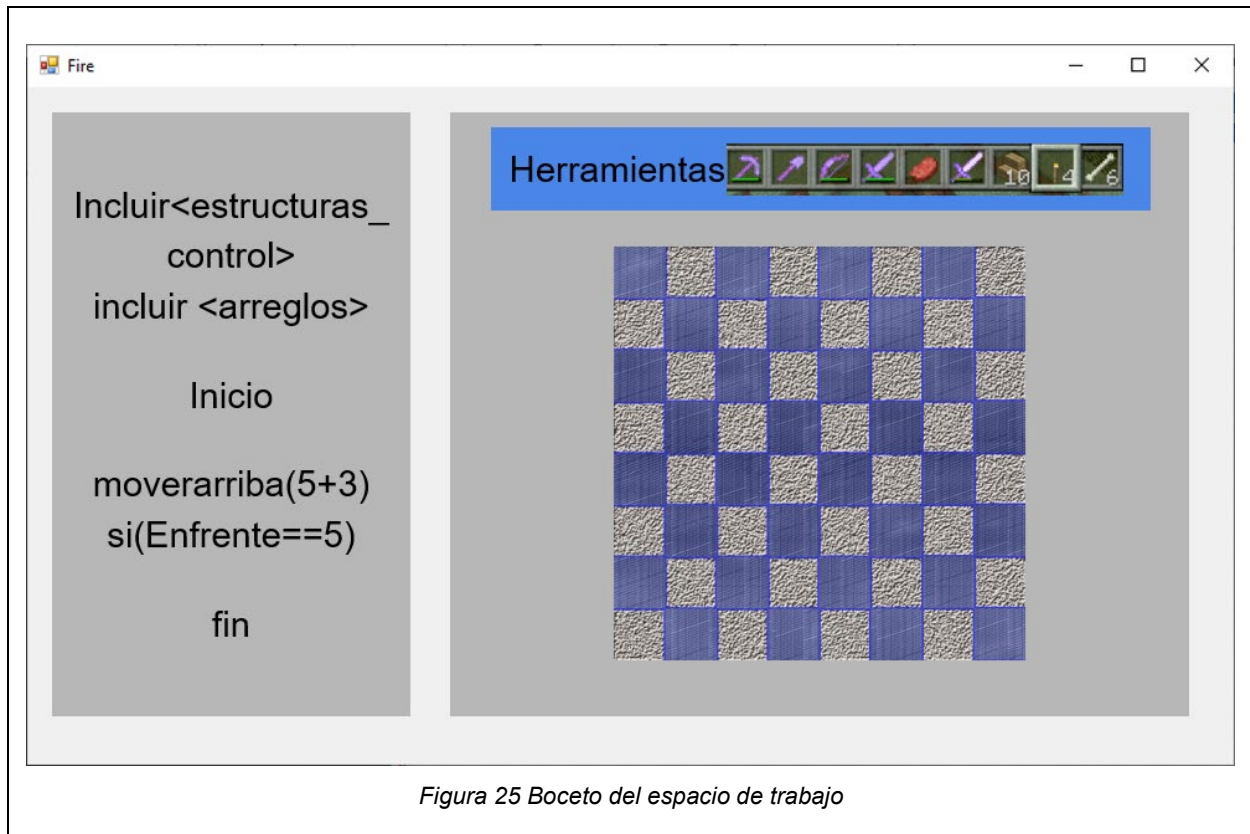 Fire
Incluir<estructuras_
control>
incluir <arreglos>
Inicio
moverarriba(5+3)
si(Enfrente==5)
fin
Herramientas
10
4
6
Figura 25 Boceto del espacio de trabajo